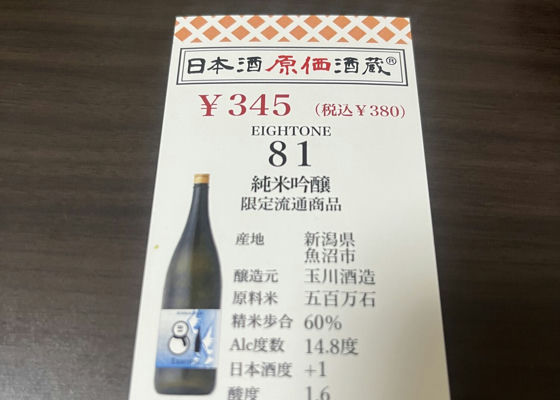 日本酒原価酒蔵®
￥345 (税込￥380)
EIGHTONE
81
純米吟醸
限定流通商品
産地 新潟県
魚沼市
醸造元 玉川酒造
原料米 五百万石
精米歩合 60%
Alc度数 14.8度
日本酒度 +1
酸度 1.6
81